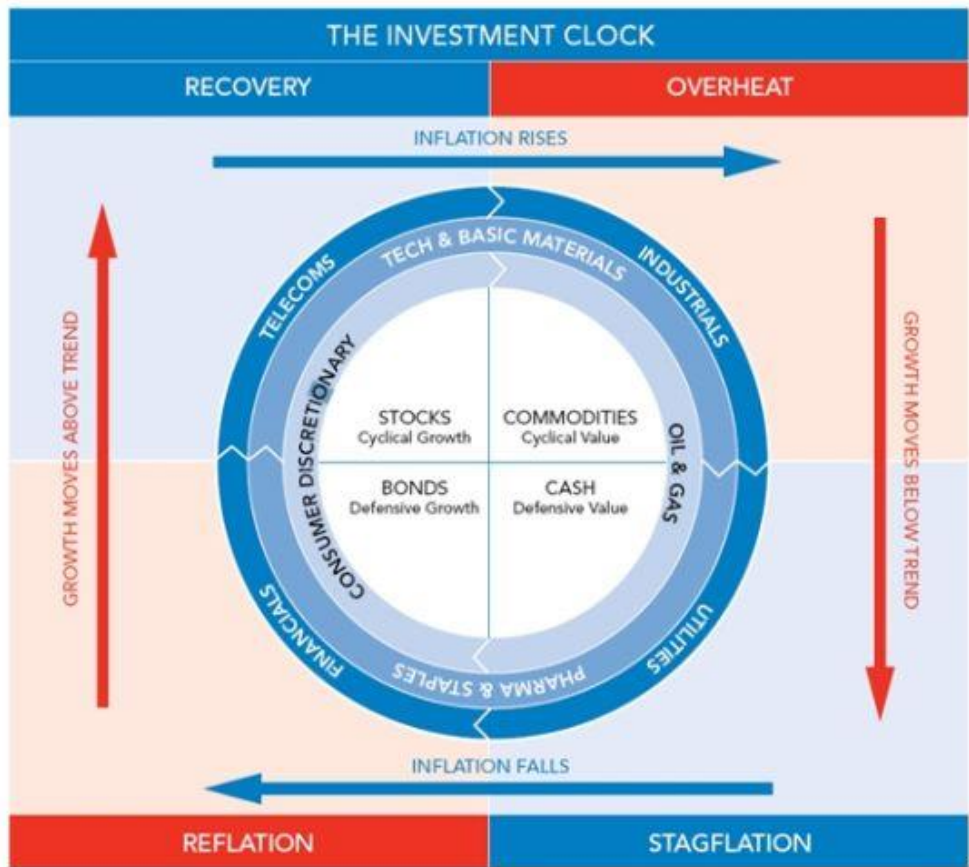 THE INVESTMENT CLOCK
RECOVERY
OVERHEAT
INFLATION RISES
TELECOMS
TECH & BASIC MATERIALS
INDUSTRIALS
GROWTH MOVES ABOVE TREND
CONSUMER DISCRETIONARY
STOCKS
Cyclical Growth
COMMODITIES
Cyclical Value
BONDS
Defensive Growth
CASH
Defensive Value
OIL & GAS
GROWTH MOVES BELOW TREND
FINANCIALS
PHARMA & STAPLES
UTILITIES
INFLATION FALLS
REFLATION
STAGFLATION